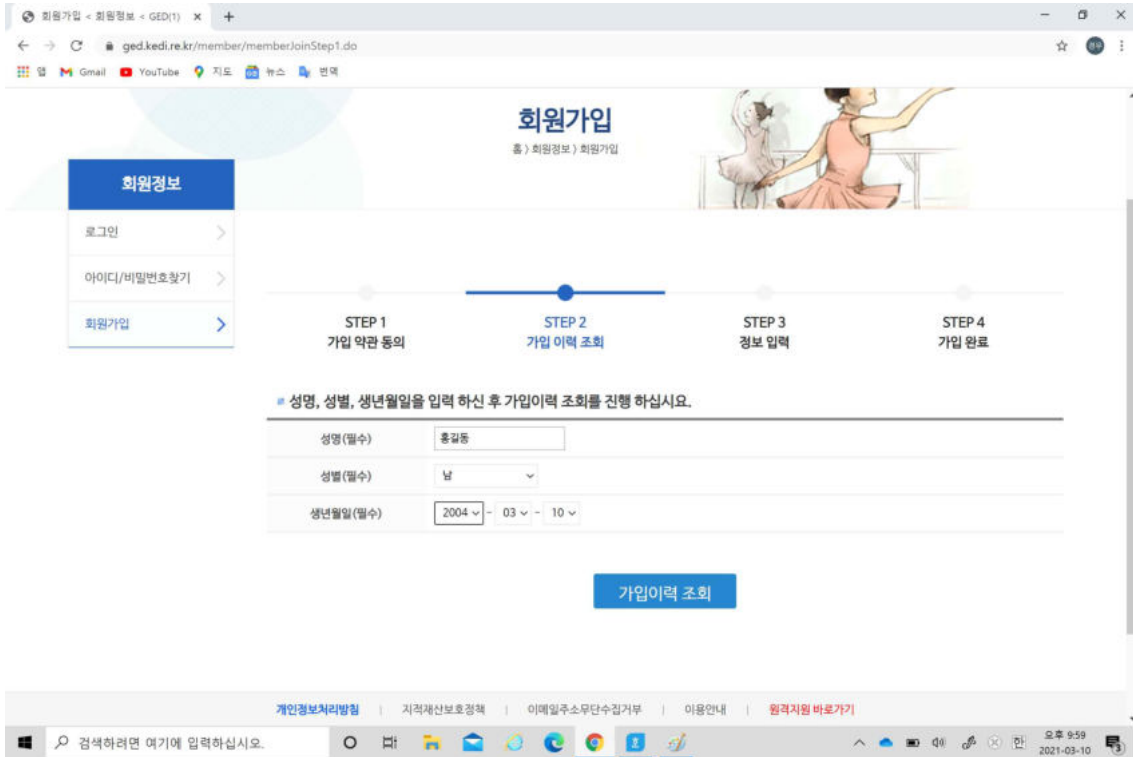 회원가입 < 회원정보 < GED(1)
ged.kedi.re.kr/member/memberJoinStep1.do
경우
앱 Gmail YouTube 지도 뉴스 번역
회원가입
홈 > 회원정보 > 회원가입
회원정보
로그인
아이디/비밀번호찾기
회원가입
STEP 1 STEP 2 STEP 3 STEP 4
가입 약관 동의 가입 이력 조회 정보 입력 가입 완료
성명, 성별, 생년월일을 입력 하신 후 가입이력 조회를 진행 하십시요.
성명(필수) 홍길동
성별(필수) 남
생년월일(필수) 2004 - 03 - 10
가입이력 조회
개인정보처리방침 | 지적재산보호정책 | 이메일주소무단수집거부 | 이용안내 | 원격지원 바로가기
검색하려면 여기에 입력하십시오.
한
오후 9:59
2021-03-10
3